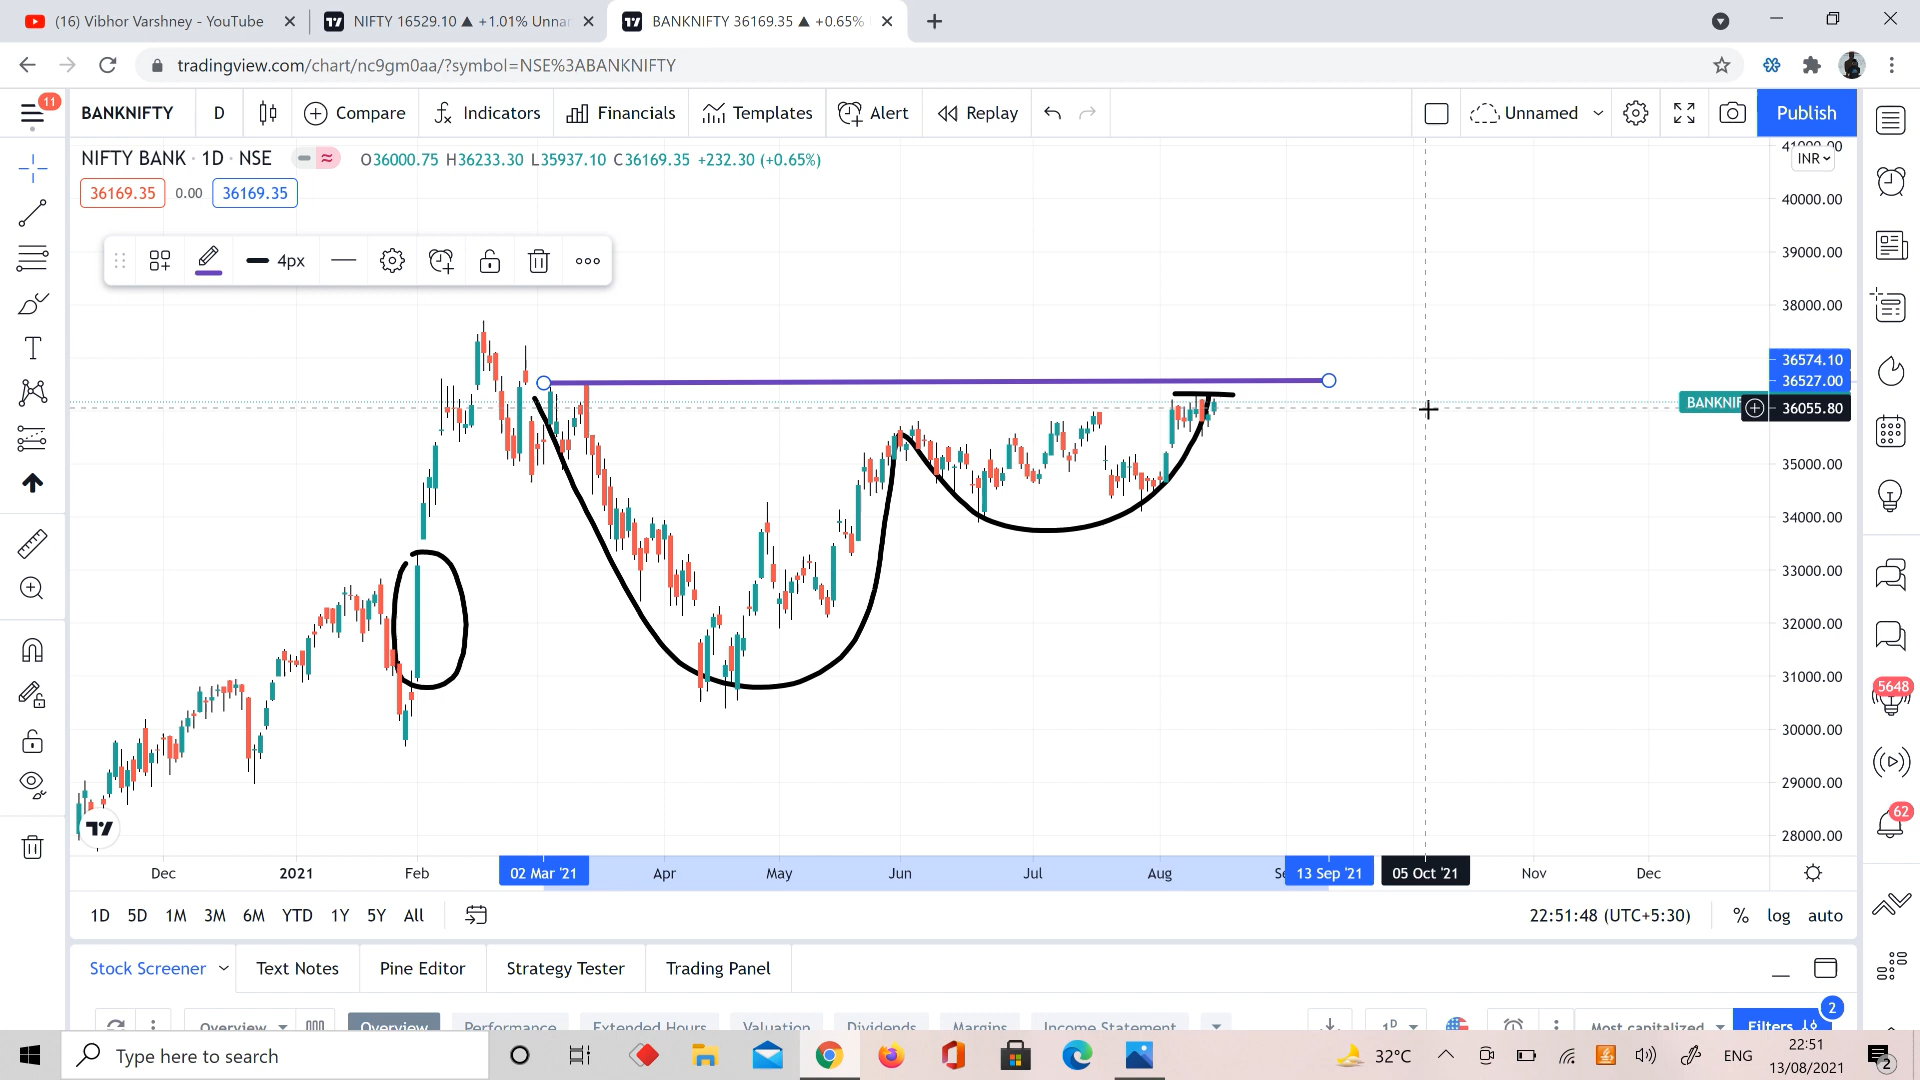 (16) Vibhor Varshney - YouTube
NIFTY 16529.10 ▲ +1.01% Unna
BANKNIFTY 36169.35 ▲ +0.65%
tradingview.com/chart/nc9gm0aa/?symbol=NSE%3ABANKNIFTY
11
BANKNIFTY D Compare Indicators Financials Templates Alert Replay Unnamed Publish
NIFTY BANK · 1D · NSE O36000.75 H36233.30 L35937.10 C36169.35 +232.30 (+0.65%)
36169.35 0.00 36169.35
4px
INR
40000.00
39000.00
38000.00
36574.10
36527.00
BANKNIF
36055.80
35000.00
34000.00
33000.00
32000.00
31000.00
30000.00
29000.00
28000.00
5648
62
Dec 2021 Feb 02 Mar '21 Apr May Jun Jul Aug Se 13 Sep '21 05 Oct '21 Nov Dec
1D 5D 1M 3M 6M YTD 1Y 5Y All 22:51:48 (UTC+5:30) % log auto
Stock Screener Text Notes Pine Editor Strategy Tester Trading Panel
2
Overview Overview Performance Extended Hours Valuation Dividends Margins Income Statement 1D Most capitalized Filters
Type here to search
32°C ENG
22:51
13/08/2021
2